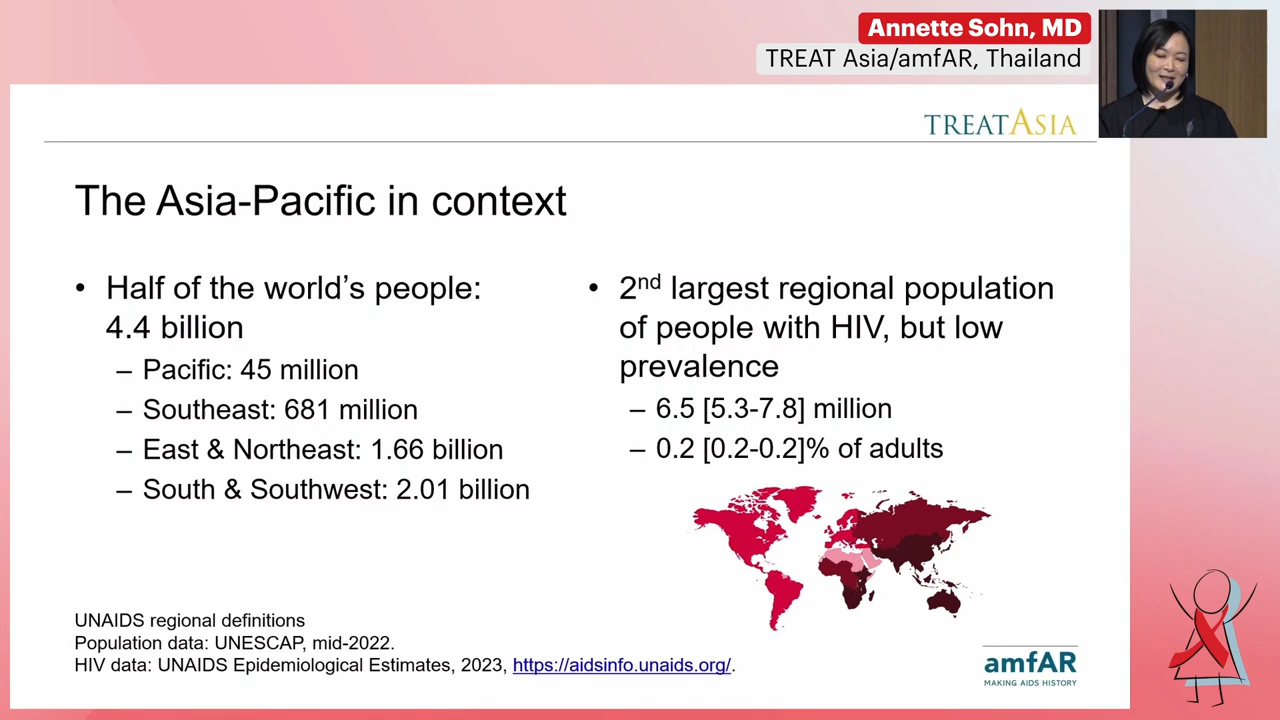 Annette Sohn, MD
TREAT Asia/amfAR, Thailand
TREATASIA
The Asia-Pacific in context
• Half of the world's people:
4.4 billion
– Pacific: 45 million
– Southeast: 681 million
– East & Northeast: 1.66 billion
– South & Southwest: 2.01 billion
• 2nd largest regional population
of people with HIV, but low
prevalence
– 6.5 [5.3-7.8] million
– 0.2 [0.2-0.2]% of adults
UNAIDS regional definitions
Population data: UNESCAP, mid-2022.
HIV data: UNAIDS Epidemiological Estimates, 2023, https://aidsinfo.unaids.org/.
amfAR
MAKING AIDS HISTORY